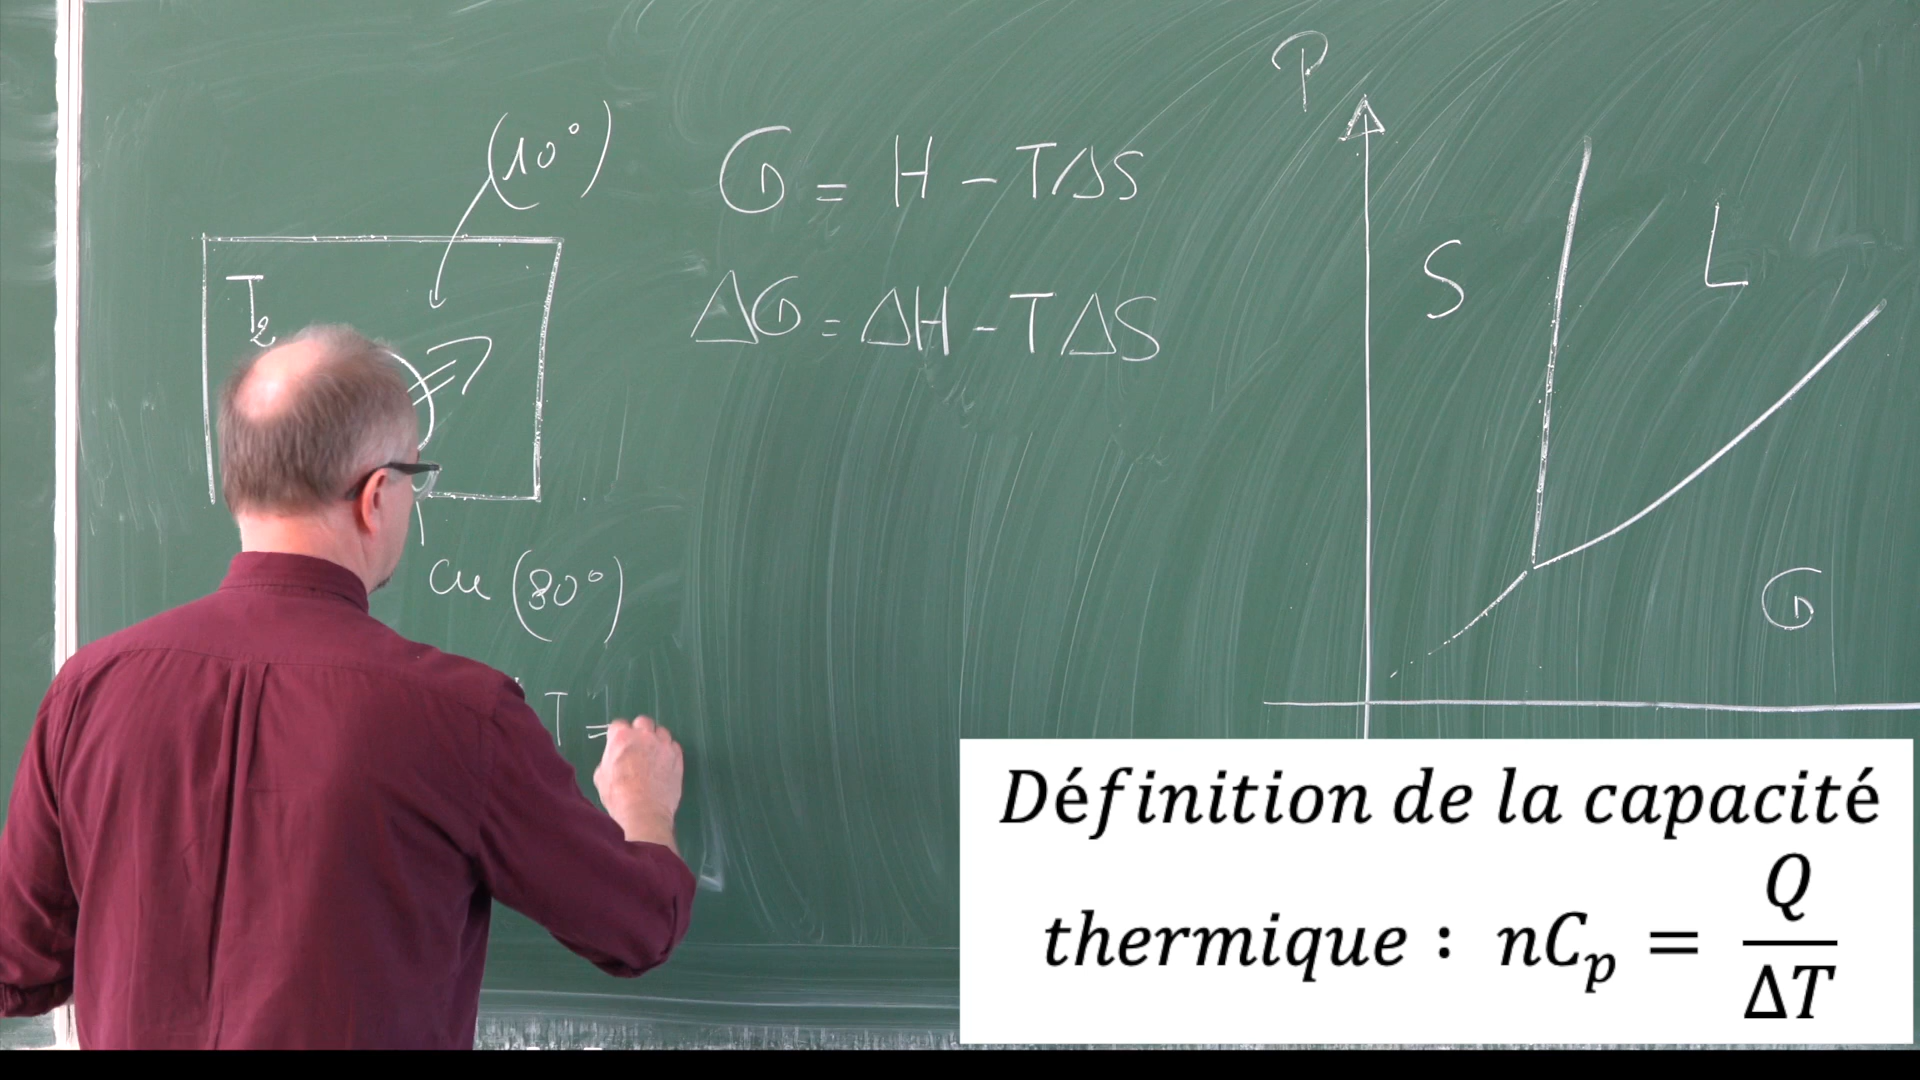 (10°)
T₂
Cu (80°)
T =
G = H - TΔS
ΔG = ΔH - TΔS
P
S
L
G
Définition de la capacité
thermique : nCₚ = Q/ΔT